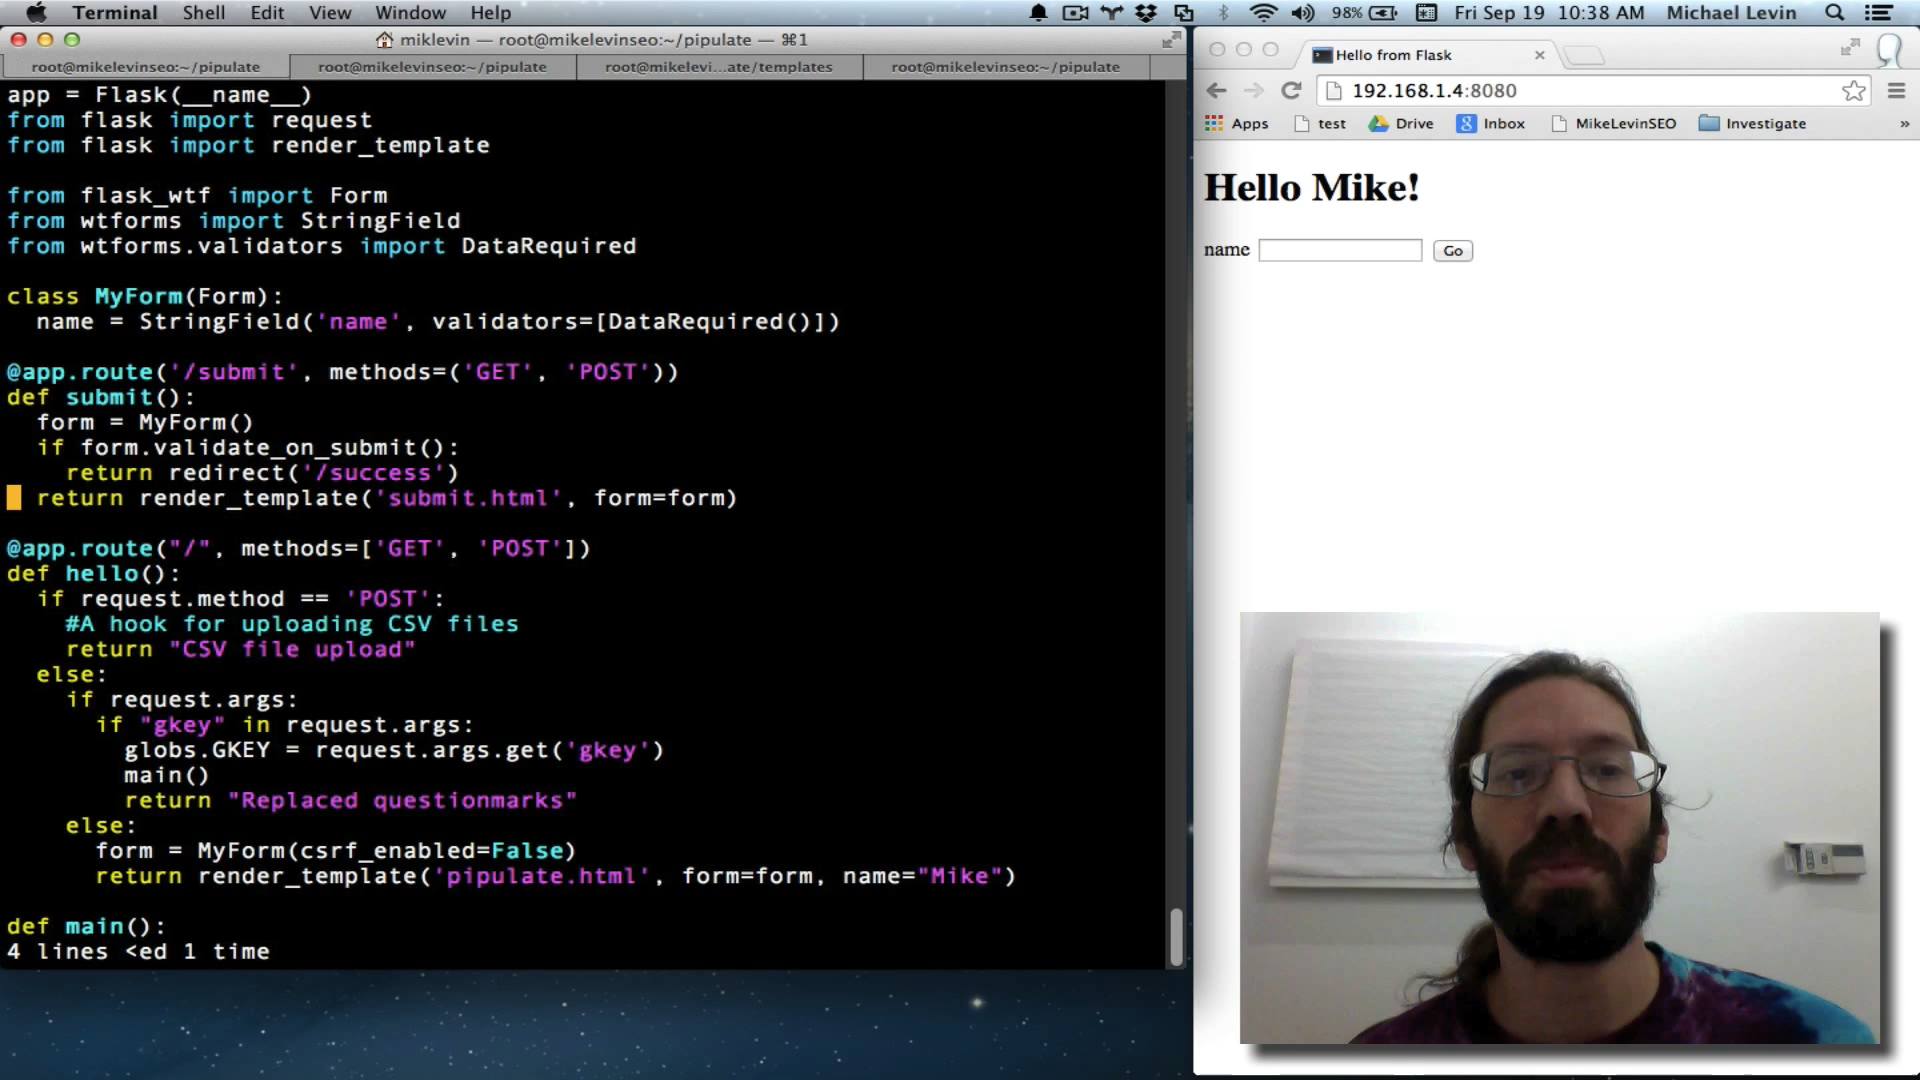 Terminal Shell Edit View Window Help 98% Fri Sep 19 10:38 AM Michael Levin
miklevin — root@mikelevinseo:~/pipulate — ⌘1
root@mikelevinseo:~/pipulate root@mikelevinseo:~/pipulate root@mikelevi...ate/templates root@mikelevinseo:~/pipulate
app = Flask(__name__)
from flask import request
from flask import render_template
from flask_wtf import Form
from wtforms import StringField
from wtforms.validators import DataRequired
class MyForm(Form):
  name = StringField('name', validators=[DataRequired()])
@app.route('/submit', methods=('GET', 'POST'))
def submit():
  form = MyForm()
  if form.validate_on_submit():
    return redirect('/success')
  return render_template('submit.html', form=form)
@app.route("/", methods=['GET', 'POST'])
def hello():
  if request.method == 'POST':
    #A hook for uploading CSV files
    return "CSV file upload"
  else:
    if request.args:
      if "gkey" in request.args:
        globs.GKEY = request.args.get('gkey')
        main()
        return "Replaced questionmarks"
    else:
      form = MyForm(csrf_enabled=False)
      return render_template('pipulate.html', form=form, name="Mike")
def main():
4 lines <ed 1 time
Hello from Flask
192.168.1.4:8080
Apps test Drive Inbox MikeLevinSEO Investigate »
Hello Mike!
name Go